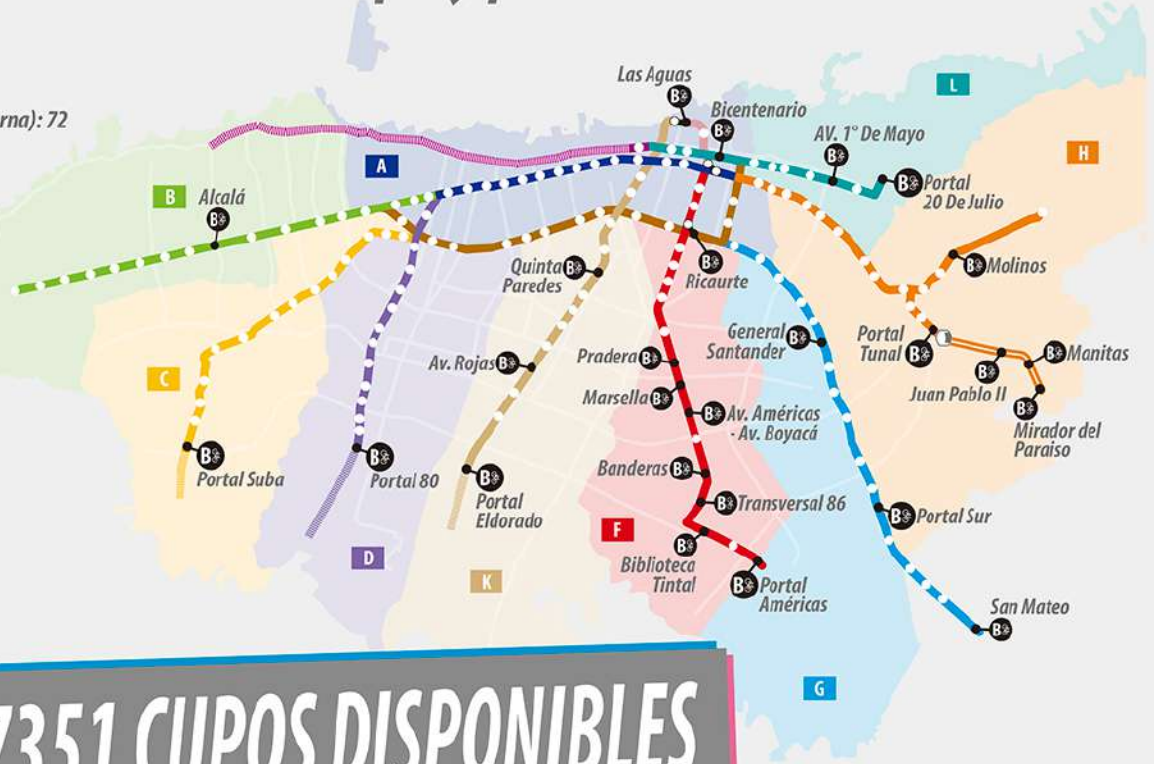 rna): 72
Las Aguas
Bicentenario
L
AV. 1° De Mayo
H
A
B
Alcalá
Portal
20 De Julio
Molinos
Quinta
Paredes
Ricaurte
General
Santander
Portal
Tunal
Manitas
Av. Rojas
Pradera
Juan Pablo II
C
Marsella
Av. Américas
- Av. Boyacá
Mirador del
Paraiso
Banderas
Portal Suba
Portal 80
Portal
Eldorado
Transversal 86
Portal Sur
F
D
Biblioteca
Tintal
K
Portal
Américas
San Mateo
G
7351 CUPOS DISPONIBLES